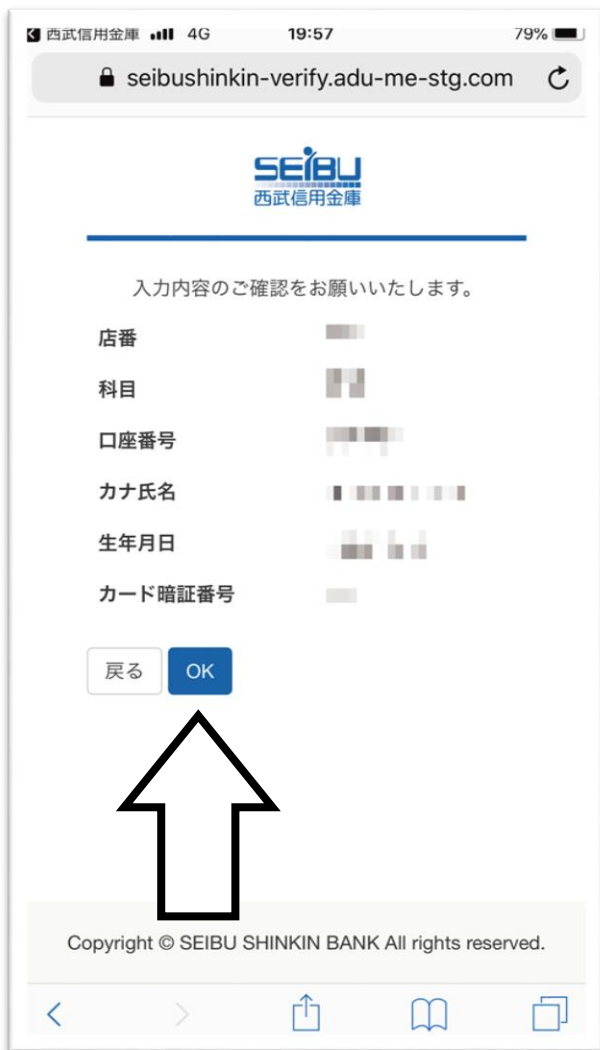 西武信用金庫 4G 19:57 79%
seibushinkin-verify.adu-me-stg.com
SEIBU
西武信用金庫
入力内容のご確認をお願いいたします。
店番
科目
口座番号
カナ氏名
生年月日
カード暗証番号
戻る OK
Copyright © SEIBU SHINKIN BANK All rights reserved.